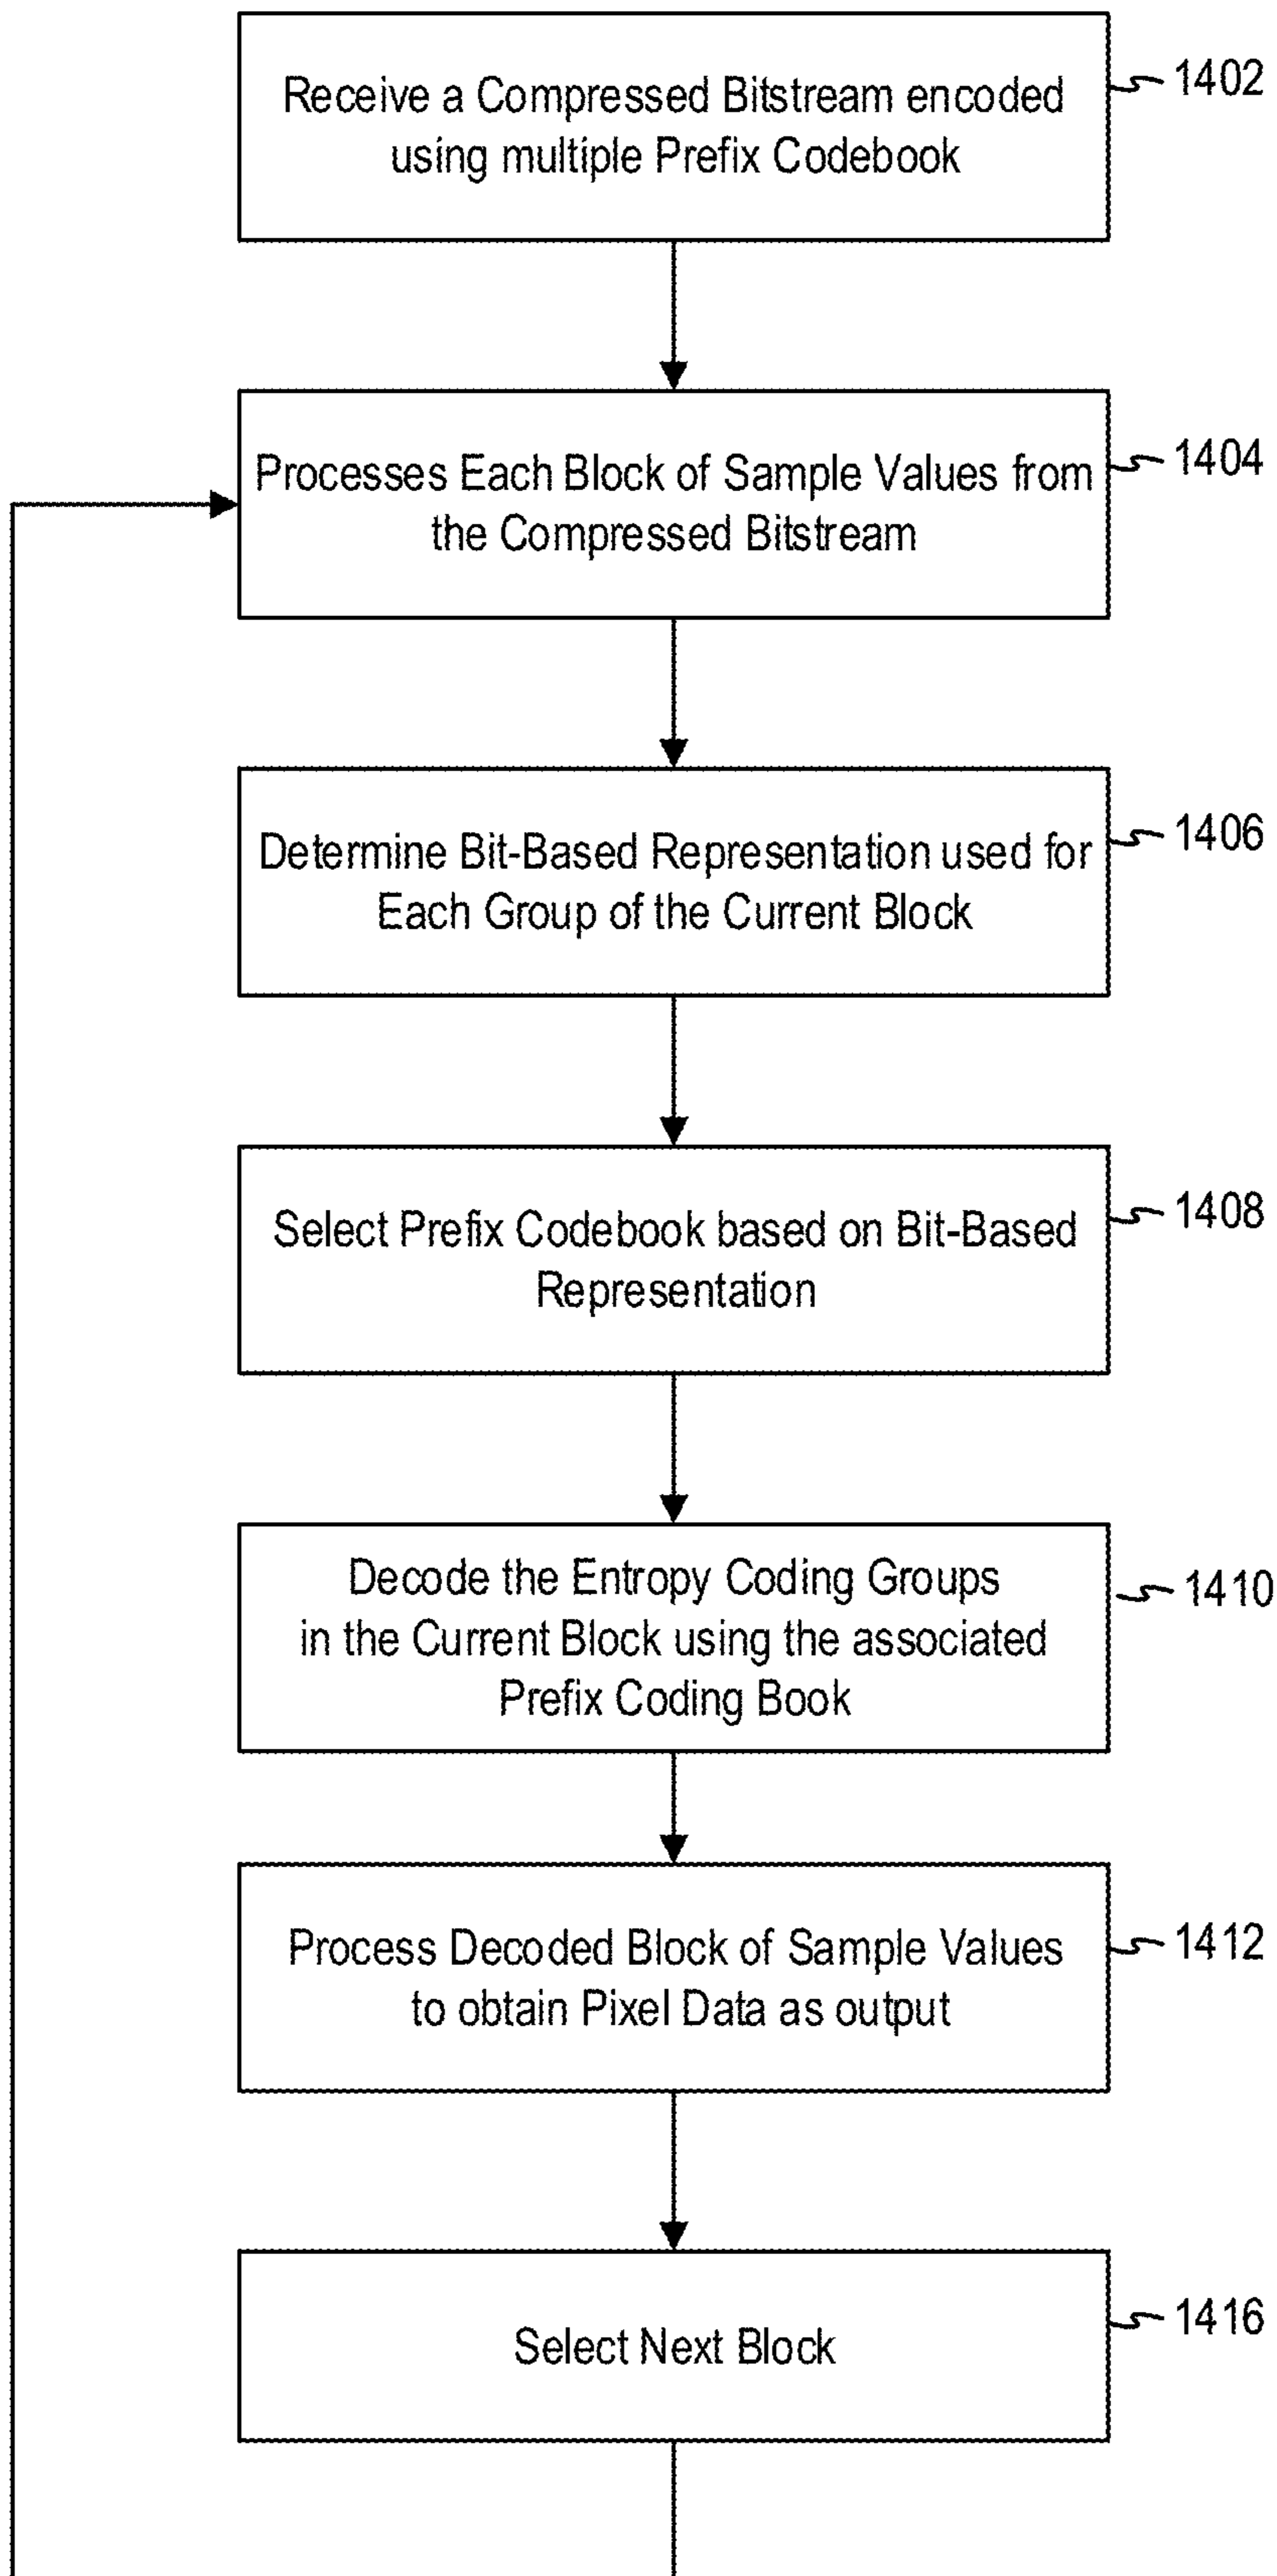 Receive a Compressed Bitstream encoded
using multiple Prefix Codebook
1402
Processes Each Block of Sample Values from
the Compressed Bitstream
1404
Determine Bit-Based Representation used for
Each Group of the Current Block
1406
Select Prefix Codebook based on Bit-Based
Representation
1408
Decode the Entropy Coding Groups
in the Current Block using the associated
Prefix Coding Book
1410
Process Decoded Block of Sample Values
to obtain Pixel Data as output
1412
Select Next Block
1416